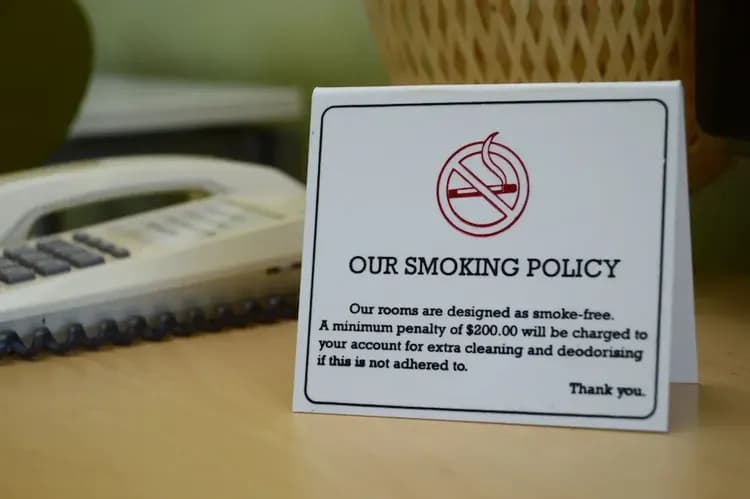 OUR SMOKING POLICY
Our rooms are designed as smoke-free.
A minimum penalty of $200.00 will be charged to
your account for extra cleaning and deodorising
if this is not adhered to.
Thank you.